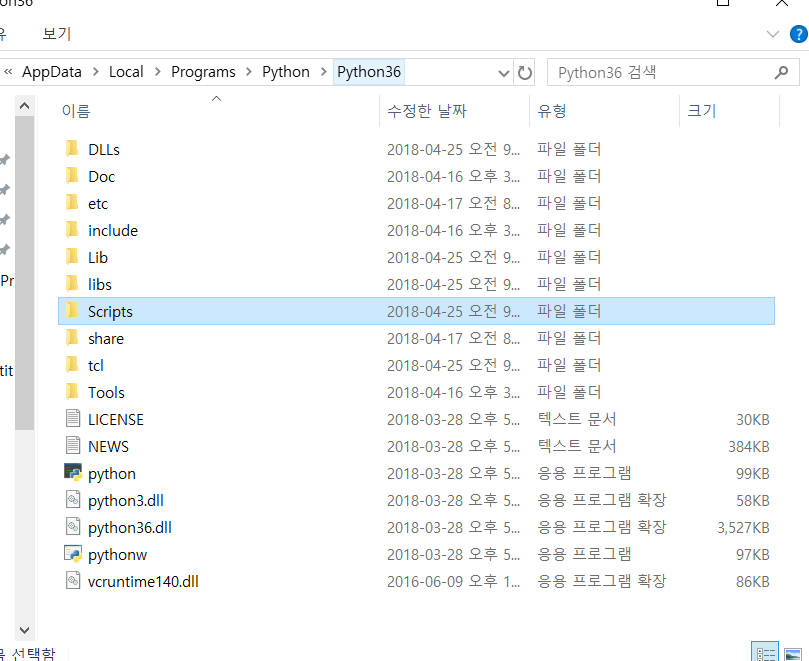 보기
« AppData > Local > Programs > Python > Python36
Python36 검색
이름 수정한 날짜 유형 크기
DLLs 2018-04-25 오전 9... 파일 폴더
Doc 2018-04-16 오후 3... 파일 폴더
etc 2018-04-17 오전 8... 파일 폴더
include 2018-04-16 오후 3... 파일 폴더
Lib 2018-04-25 오전 9... 파일 폴더
libs 2018-04-25 오전 9... 파일 폴더
Scripts 2018-04-25 오전 9... 파일 폴더
share 2018-04-17 오전 8... 파일 폴더
tcl 2018-04-25 오전 9... 파일 폴더
Tools 2018-04-16 오후 3... 파일 폴더
LICENSE 2018-03-28 오후 5... 텍스트 문서 30KB
NEWS 2018-03-28 오후 5... 텍스트 문서 384KB
python 2018-03-28 오후 5... 응용 프로그램 99KB
python3.dll 2018-03-28 오후 5... 응용 프로그램 확장 58KB
python36.dll 2018-03-28 오후 5... 응용 프로그램 확장 3,527KB
pythonw 2018-03-28 오후 5... 응용 프로그램 97KB
vcruntime140.dll 2016-06-09 오후 1... 응용 프로그램 확장 86KB
Pr
tit
선택함